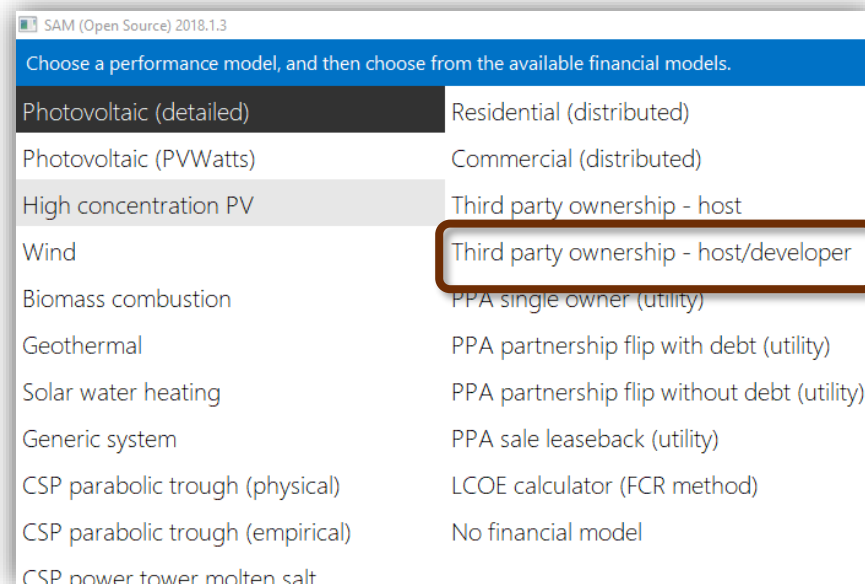 SAM (Open Source) 2018.1.3
Choose a performance model, and then choose from the available financial models.
Photovoltaic (detailed)
Photovoltaic (PVWatts)
High concentration PV
Wind
Biomass combustion
Geothermal
Solar water heating
Generic system
CSP parabolic trough (physical)
CSP parabolic trough (empirical)
CSP power tower molten salt
Residential (distributed)
Commercial (distributed)
Third party ownership - host
Third party ownership - host/developer
PPA single owner (utility)
PPA partnership flip with debt (utility)
PPA partnership flip without debt (utility)
PPA sale leaseback (utility)
LCOE calculator (FCR method)
No financial model